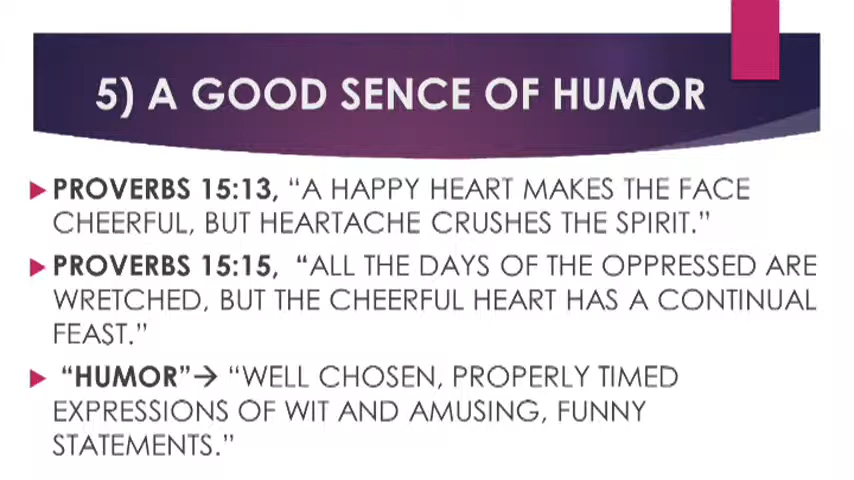 5) A GOOD SENCE OF HUMOR
PROVERBS 15:13, “A HAPPY HEART MAKES THE FACE
CHEERFUL, BUT HEARTACHE CRUSHES THE SPIRIT.”
PROVERBS 15:15, “ALL THE DAYS OF THE OPPRESSED ARE
WRETCHED, BUT THE CHEERFUL HEART HAS A CONTINUAL
FEAST.”
“HUMOR”→ “WELL CHOSEN, PROPERLY TIMED
EXPRESSIONS OF WIT AND AMUSING, FUNNY
STATEMENTS.”